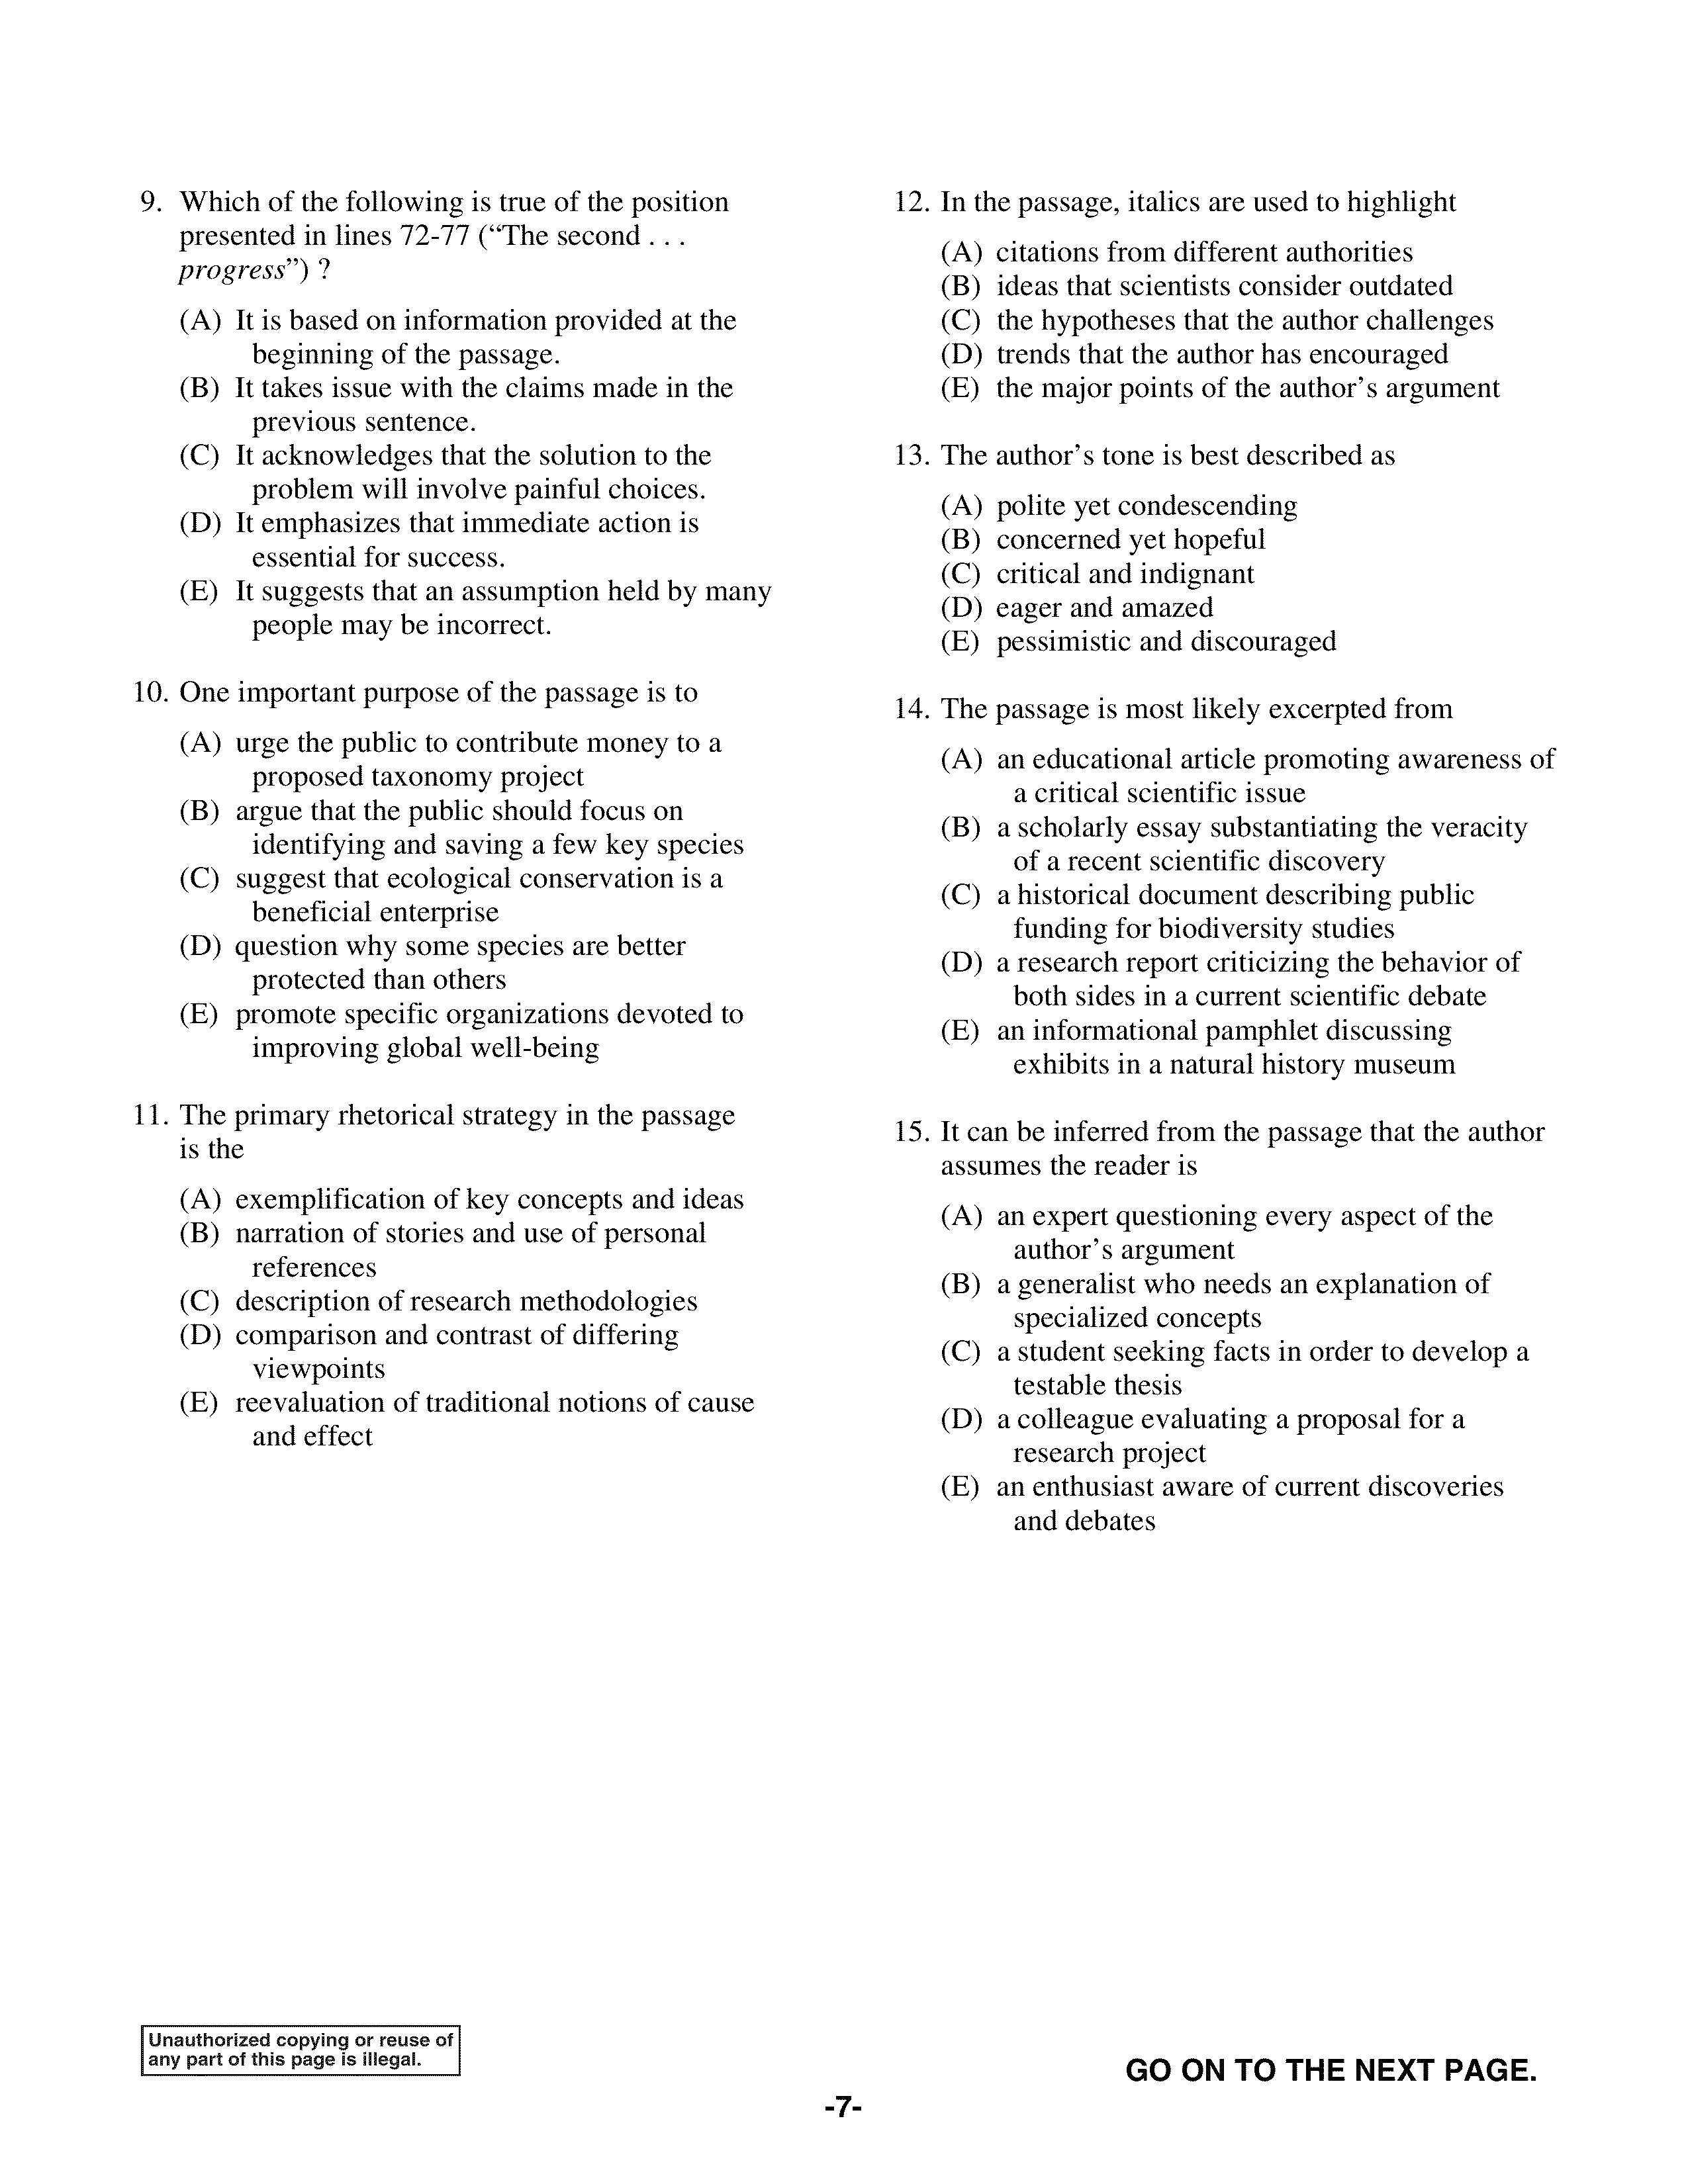 9. Which of the following is true of the position
presented in lines 72-77 (“The second . . .
progress”) ?
(A) It is based on information provided at the
beginning of the passage.
(B) It takes issue with the claims made in the
previous sentence.
(C) It acknowledges that the solution to the
problem will involve painful choices.
(D) It emphasizes that immediate action is
essential for success.
(E) It suggests that an assumption held by many
people may be incorrect.
10. One important purpose of the passage is to
(A) urge the public to contribute money to a
proposed taxonomy project
(B) argue that the public should focus on
identifying and saving a few key species
(C) suggest that ecological conservation is a
beneficial enterprise
(D) question why some species are better
protected than others
(E) promote specific organizations devoted to
improving global well-being
11. The primary rhetorical strategy in the passage
is the
(A) exemplification of key concepts and ideas
(B) narration of stories and use of personal
references
(C) description of research methodologies
(D) comparison and contrast of differing
viewpoints
(E) reevaluation of traditional notions of cause
and effect
12. In the passage, italics are used to highlight
(A) citations from different authorities
(B) ideas that scientists consider outdated
(C) the hypotheses that the author challenges
(D) trends that the author has encouraged
(E) the major points of the author’s argument
13. The author’s tone is best described as
(A) polite yet condescending
(B) concerned yet hopeful
(C) critical and indignant
(D) eager and amazed
(E) pessimistic and discouraged
14. The passage is most likely excerpted from
(A) an educational article promoting awareness of
a critical scientific issue
(B) a scholarly essay substantiating the veracity
of a recent scientific discovery
(C) a historical document describing public
funding for biodiversity studies
(D) a research report criticizing the behavior of
both sides in a current scientific debate
(E) an informational pamphlet discussing
exhibits in a natural history museum
15. It can be inferred from the passage that the author
assumes the reader is
(A) an expert questioning every aspect of the
author’s argument
(B) a generalist who needs an explanation of
specialized concepts
(C) a student seeking facts in order to develop a
testable thesis
(D) a colleague evaluating a proposal for a
research project
(E) an enthusiast aware of current discoveries
and debates
Unauthorized copying or reuse of
any part of this page is illegal.
GO ON TO THE NEXT PAGE.
-7-